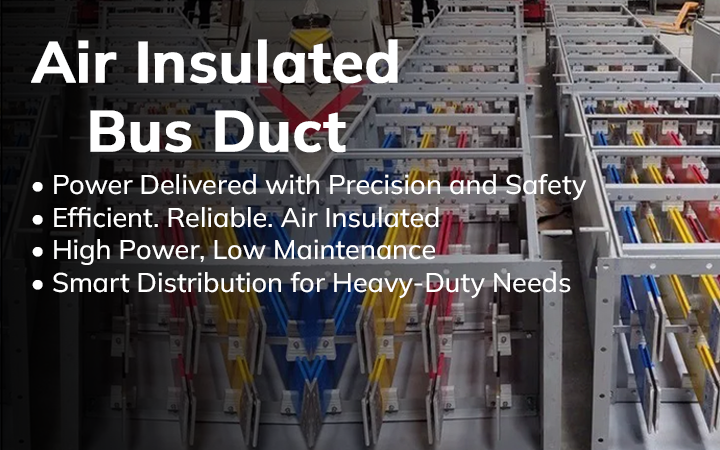 Air Insulated
Bus Duct
• Power Delivered with Precision and Safety
• Efficient. Reliable. Air Insulated
• High Power, Low Maintenance
• Smart Distribution for Heavy-Duty Needs